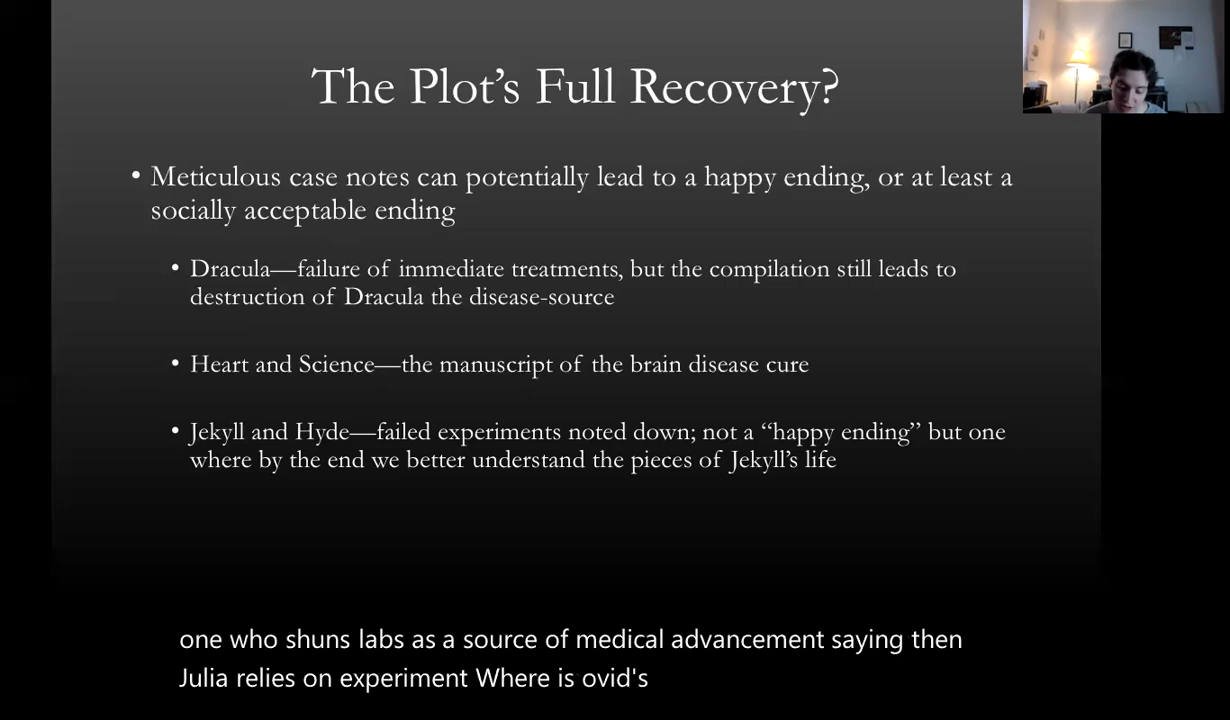 The Plot's Full Recovery?
• Meticulous case notes can potentially lead to a happy ending, or at least a
socially acceptable ending
• Dracula—failure of immediate treatments, but the compilation still leads to
destruction of Dracula the disease-source
• Heart and Science—the manuscript of the brain disease cure
• Jekyll and Hyde—failed experiments noted down; not a “happy ending” but one
where by the end we better understand the pieces of Jekyll’s life
one who shuns labs as a source of medical advancement saying then
Julia relies on experiment Where is ovid's